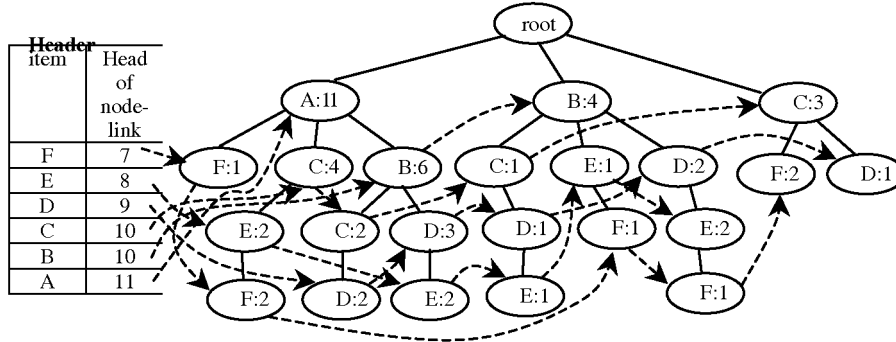 Header
item Head of node-link
F 7
E 8
D 9
C 10
B 10
A 11
root
A:11 B:4 C:3
F:1 C:4 B:6 C:1 E:1 D:2 F:2 D:1
E:2 C:2 D:3 D:1 F:1 E:2
F:2 D:2 E:2 E:1 F:1